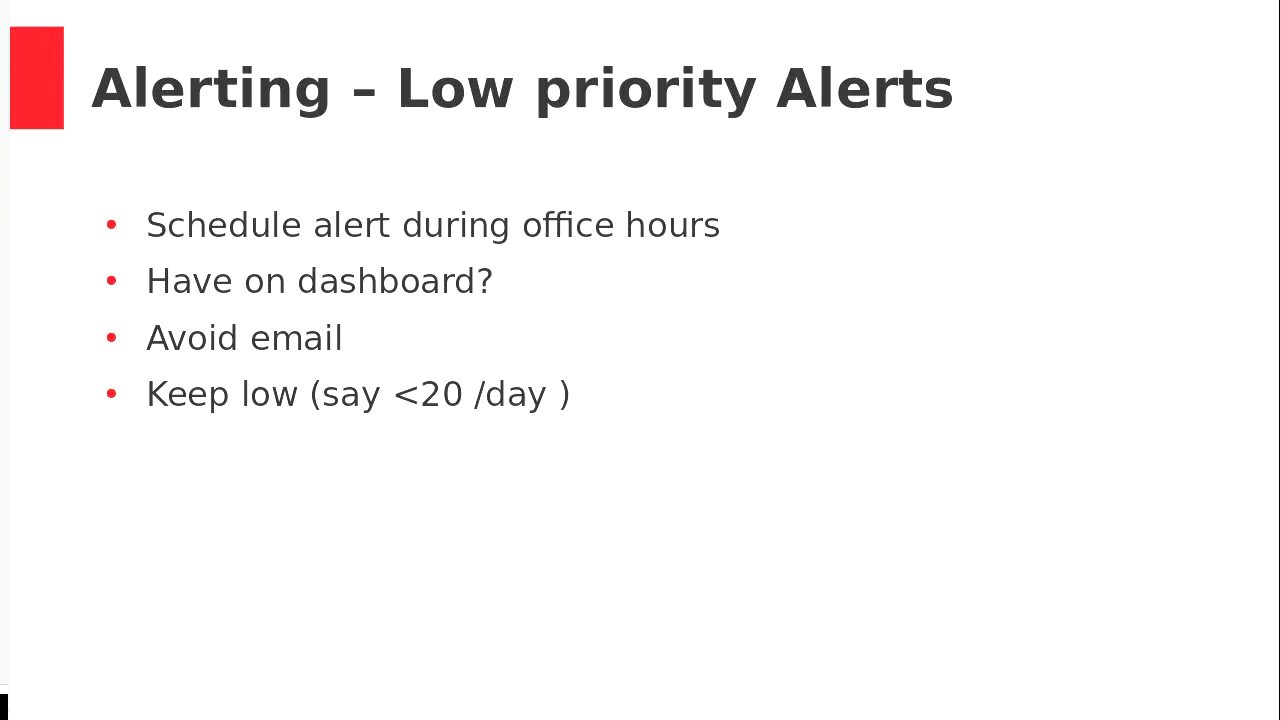 Alerting – Low priority Alerts
• Schedule alert during office hours
• Have on dashboard?
• Avoid email
• Keep low (say <20 /day )